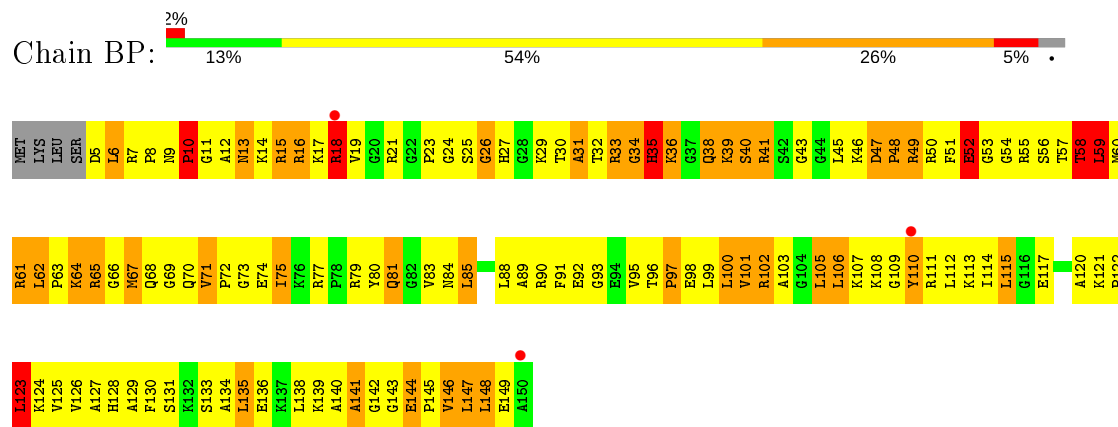 2%
Chain BP:
13% 54% 26% 5% •
MET LYS LEU SER D5 L6 R7 P8 N9 P10 G11 A12 N13 K14 R15 R16 K17 R18 V19 G20 R21 G22 P23 G24 S25 G26 H27 G28 K29 T30 A31 T32 R33 G34 H35 K36 G37 Q38 K39 S40 R41 S42 G43 G44 L45 K46 D47 P48 R49 R50 F51 E52 G53 G54 R55 S56 T57 T58 L59 M60
R61 L62 P63 K64 R65 G66 M67 Q68 G69 Q70 V71 P72 G73 E74 I75 K76 R77 P78 R79 Y80 Q81 G82 V83 N84 L85 L88 A89 R90 F91 E92 G93 E94 V95 T96 P97 E98 L99 L100 V101 R102 A103 G104 L105 L106 K107 K108 G109 Y110 R111 L112 K113 I114 L115 G116 E117 A120 K121 P122
L123 K124 V125 V126 A127 H128 A129 F130 S131 K132 S133 A134 L135 E136 K137 L138 K139 A140 A141 G142 G143 E144 P145 V146 L147 L148 E149 A150